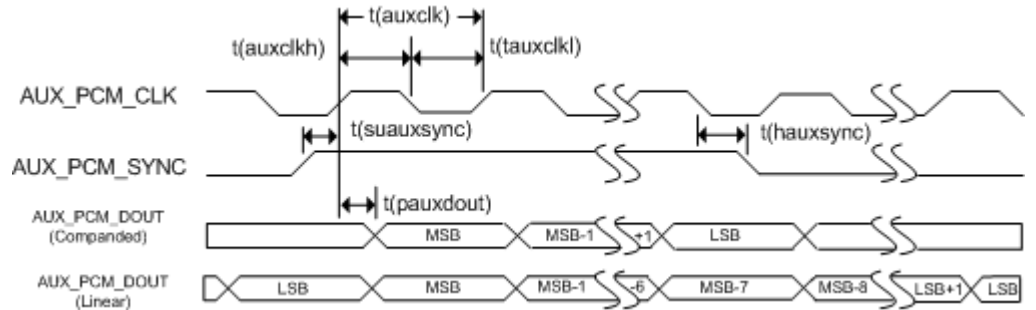 t(auxclk)
t(auxclkh) t(tauxclkl)
AUX_PCM_CLK
t(suauxsync) t(hauxsync)
AUX_PCM_SYNC
t(pauxdout)
AUX_PCM_DOUT
(Companded)
MSB MSB-1 +1 LSB
AUX_PCM_DOUT
(Linear)
LSB MSB MSB-1 -6 MSB-7 MSB-8 LSB+1 LSB